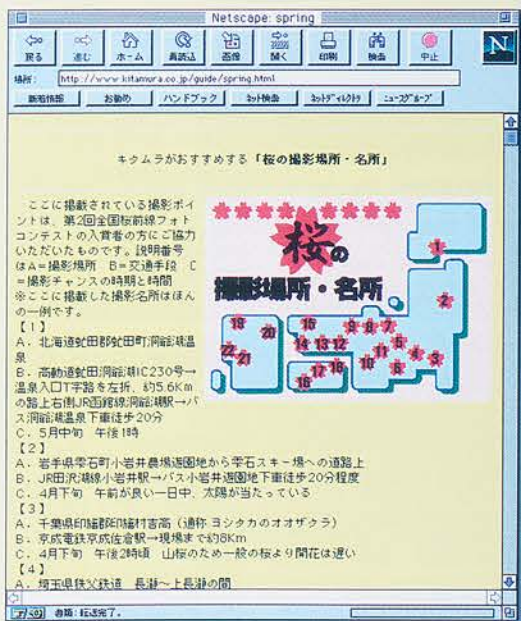 Netscape: spring
戻る 進む ホーム 再読込 画像 開く 印刷 検索 中止
N
場所: http://www.kitamura.co.jp/guide/spring.html
新着情報 お勧め ハンドブック ネット検索 ネットディレクトリ ニュースグループ
キタムラがおすすめする「桜の撮影場所・名所」
ここに掲載されている撮影ポイ
ントは、第2回全国桜前線フォト
コンテストの入賞者の方にご協力
いただいたものです。説明番号
はA=撮影場所 B=交通手段 C
=撮影チャンスの時期と時間
※ここに掲載した撮影名所はほん
の一例です。
桜の
撮影場所・名所
1
2
19 20 15 9 8 7
22 21 14 13 12 11 5 4 3
16 17 18 10 6
【1】
A. 北海道虻田郡虻田町洞爺湖温
泉
B. 高動道虻田洞爺湖IC230号→
温泉入口T字路を左折、約5.6Km
の路上右側JR函館線洞爺湖駅→バ
ス洞爺湖温泉下車徒歩20分
C. 5月中旬 午後1時
【2】
A. 岩手県雫石町小岩井農場遊園地から雫石スキー場への道路上
B. JR田沢湖線小岩井駅→バス小岩井遊園地下車徒歩20分程度
C. 4月下旬 午前が良い一日中、太陽が当たっている
【3】
A. 千葉県印旛郡印旛村吉高(通称 ヨシタカのオオザクラ)
B. 京成電鉄京成佐倉駅→現場まで約8Km
C. 4月下旬 午後2時頃 山桜のため一般の桜より開花は遅い
【4】
A. 埼玉県秩父鉄道 長瀞〜上長瀞の間
書類:転送完了.